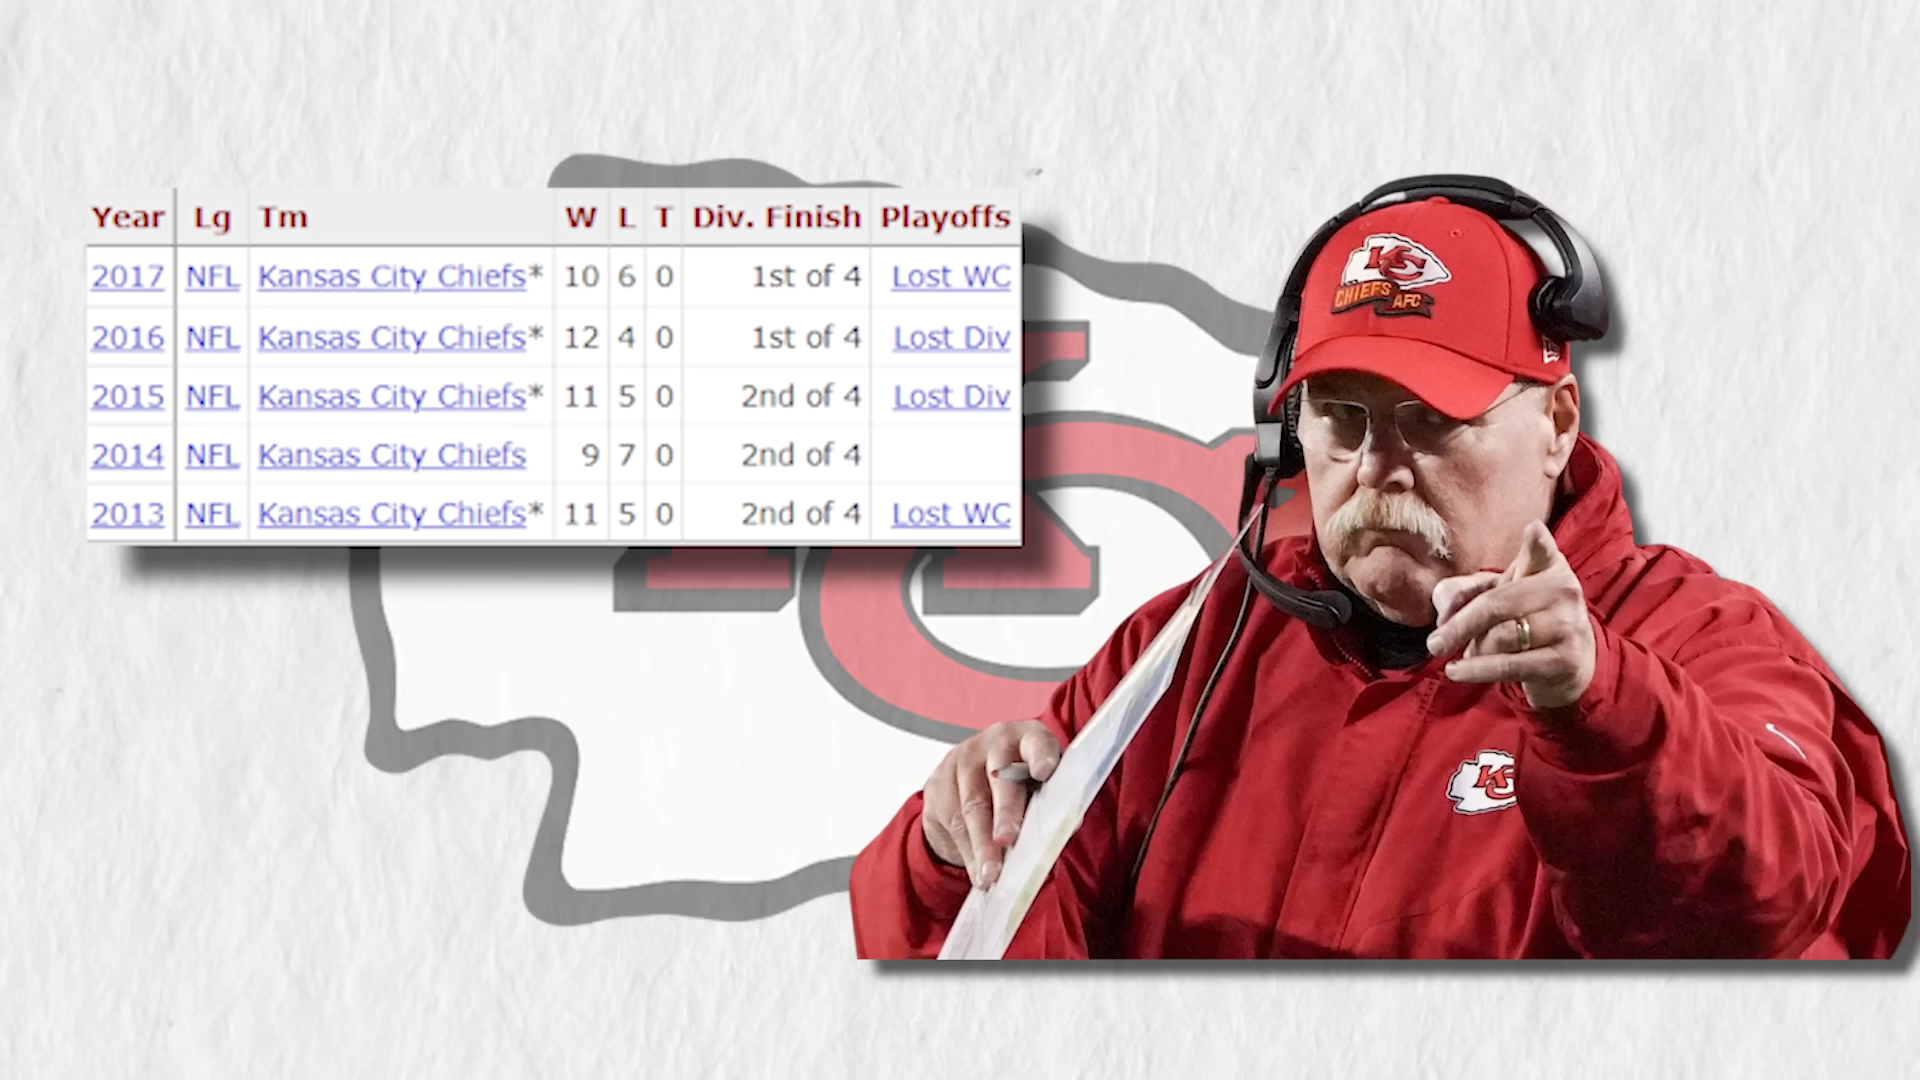 Year Lg Tm W L T Div. Finish Playoffs
2017 NFL Kansas City Chiefs* 10 6 0 1st of 4 Lost WC
2016 NFL Kansas City Chiefs* 12 4 0 1st of 4 Lost Div
2015 NFL Kansas City Chiefs* 11 5 0 2nd of 4 Lost Div
2014 NFL Kansas City Chiefs 9 7 0 2nd of 4
2013 NFL Kansas City Chiefs* 11 5 0 2nd of 4 Lost WC
KC
CHIEFS AFC
KC
KC